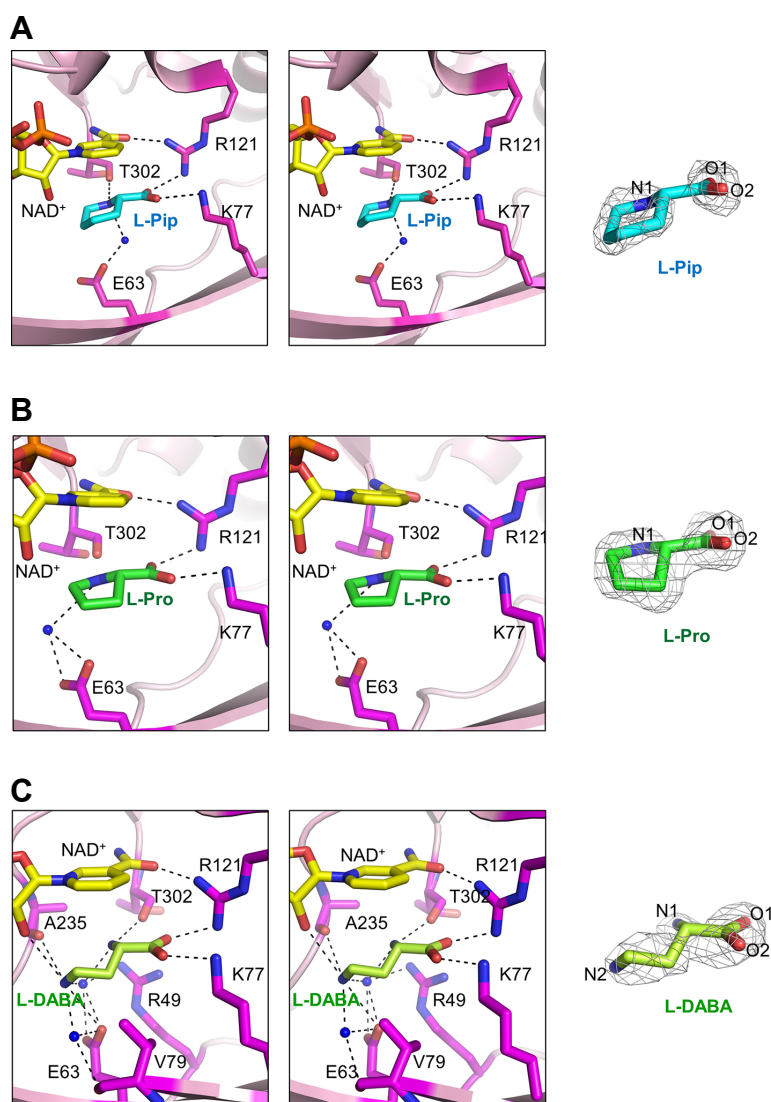 A
R121
T302
NAD+
L-Pip
K77
E63
R121
T302
NAD+
L-Pip
K77
E63
N1
O1
O2
L-Pip
B
T302
R121
NAD+
L-Pro
K77
E63
T302
R121
NAD+
L-Pro
K77
E63
N1
O1
O2
L-Pro
C
NAD+
R121
T302
A235
K77
L-DABA
R49
V79
E63
NAD+
R121
T302
A235
K77
L-DABA
R49
V79
E63
N1
O1
O2
N2
L-DABA